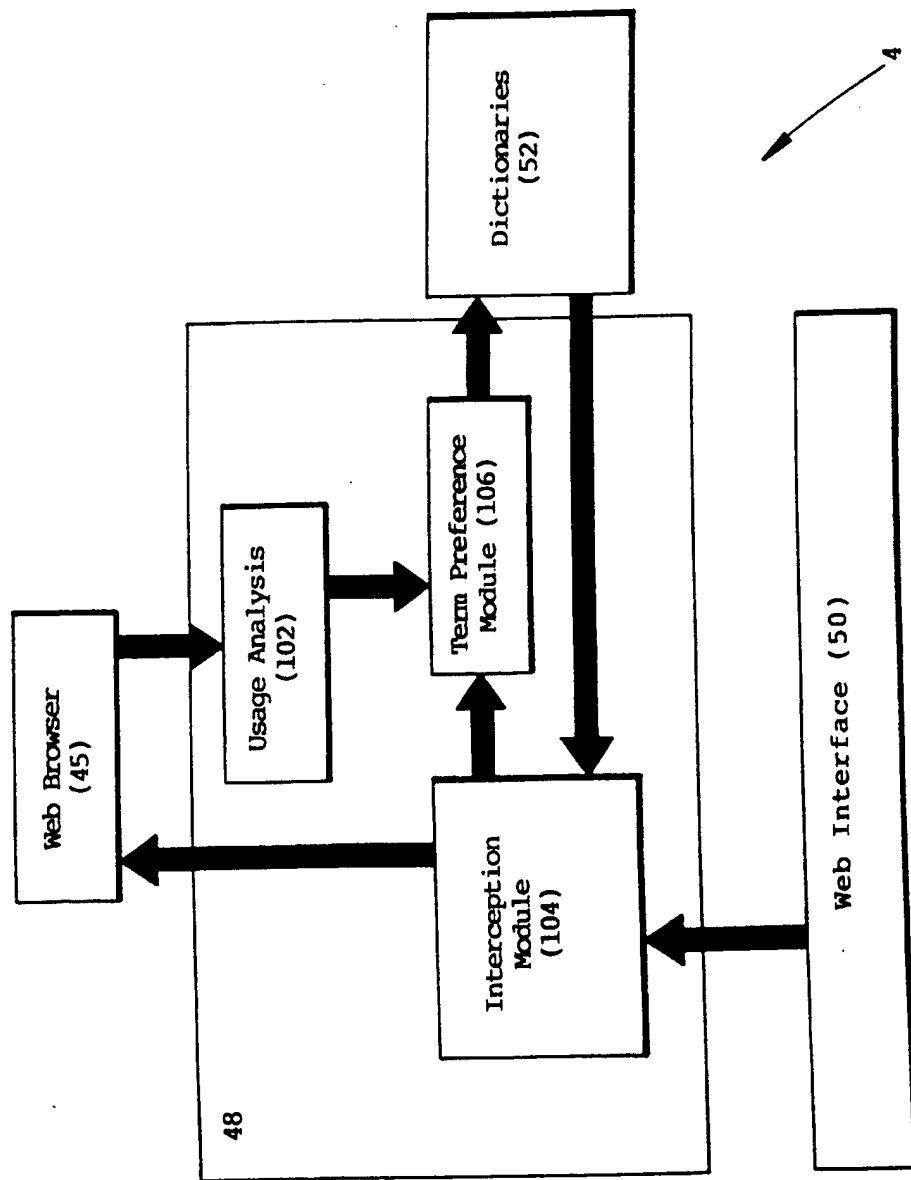 Web Browser
(45)
48
Usage Analysis
(102)
Interception
Module
(104)
Term Preference
Module (106)
Dictionaries
(52)
Web Interface (50)
4